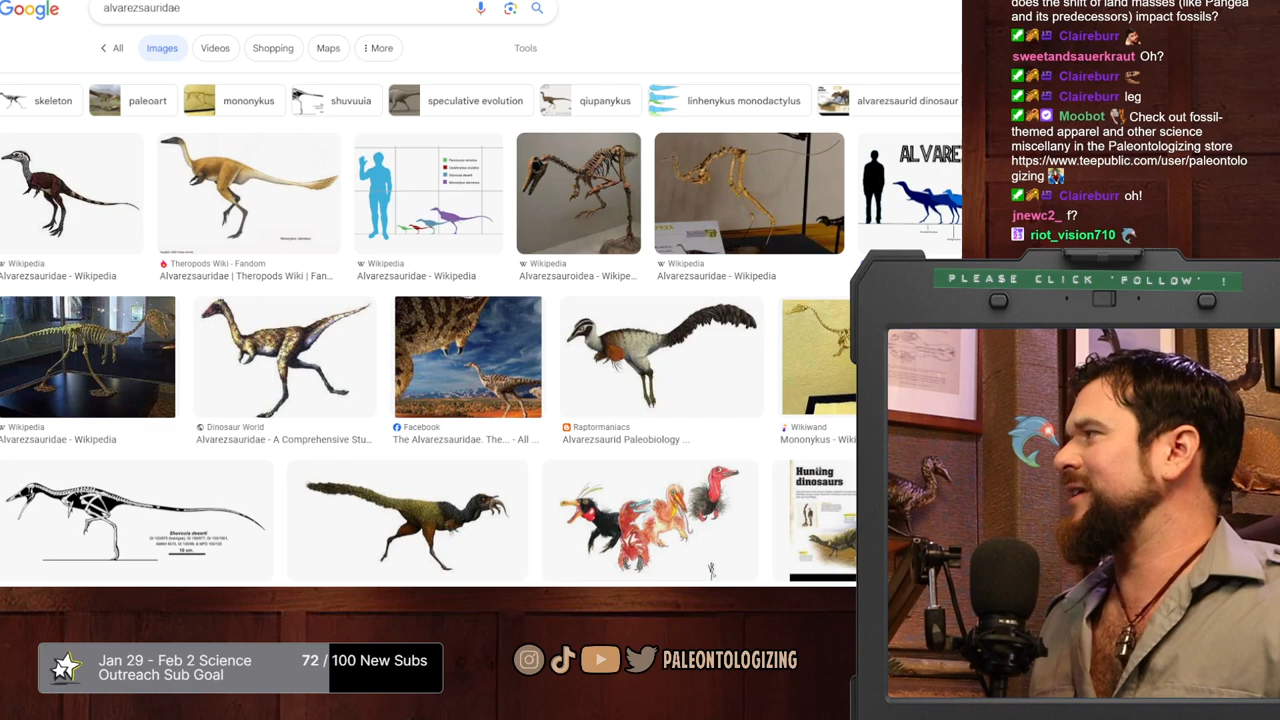 Google
alvarezsauridae
All
Images
Videos
Shopping
Maps
More
Tools
skeleton
paleoart
mononykus
shuvuuia
speculative evolution
qiupanykus
linhenykus monodactylus
alvarezsaurid dinosaur
ALVARE
Wikipedia
Alvarezsauridae - Wikipedia
Theropods Wiki - Fandom
Alvarezsauridae | Theropods Wiki | Fan...
Wikipedia
Alvarezsauridae - Wikipedia
Wikipedia
Alvarezsauroidea - Wikipe...
Wikipedia
Alvarezsauridae - Wikipedia
Wikipedia
Alvarezsauridae - Wikipedia
Dinosaur World
Alvarezsauridae - A Comprehensive Stu...
Facebook
The Alvarezsauridae. The... - All ...
Raptormaniacs
Alvarezsaurid Paleobiology ...
Wikiwand
Mononykus - Wiki
Shuvuuia deserti
10 cm
Hunting
dinosaurs
does the shift of land masses (like Pangea
and its predecessors) impact fossils?
Claireburr
sweetandsauerkraut Oh?
Claireburr
Claireburr leg
Moobot Check out fossil-
themed apparel and other science
miscellany in the Paleontologizing store
https://www.teepublic.com/user/paleontolo
gizing
Claireburr oh!
jnewc2_ f?
riot_vision710
PLEASE CLICK 'FOLLOW' !
Jan 29 - Feb 2 Science
Outreach Sub Goal
72 / 100 New Subs
PALEONTOLOGIZING